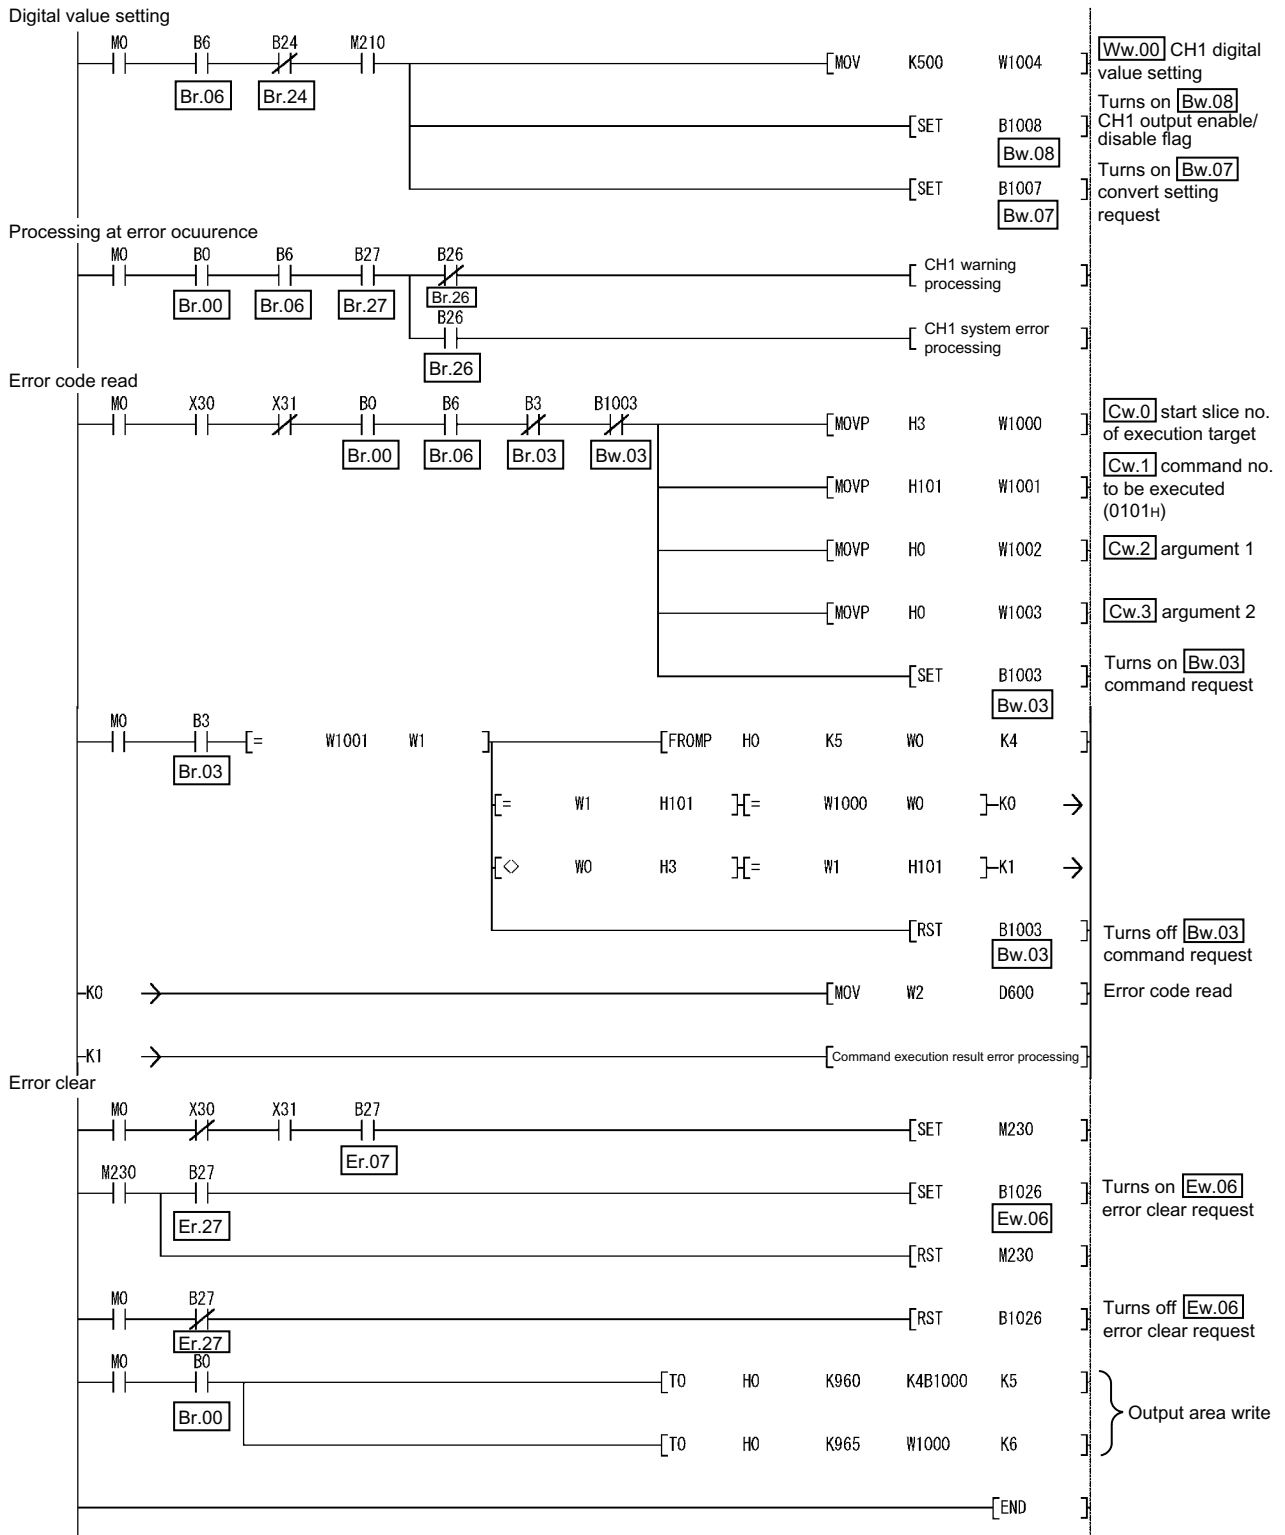 Digital value setting
M0 B6 B24 M210
[MOV K500 W1004 ]
Br.06 Br.24
Ww.00 CH1 digital
value setting
Turns on Bw.08
CH1 output enable/
disable flag
[SET B1008 ]
Bw.08
Turns on Bw.07
convert setting
request
[SET B1007 ]
Bw.07
Processing at error ocuurence
M0 B0 B6 B27 B26
Br.00 Br.06 Br.27 Br.26
[ CH1 warning
processing ]
B26
Br.26
[ CH1 system error
processing ]
Error code read
M0 X30 X31 B0 B6 B3 B1003
Br.00 Br.06 Br.03 Bw.03
[MOVP H3 W1000 ]
Cw.0 start slice no.
of execution target
[MOVP H101 W1001 ]
Cw.1 command no.
to be executed
(0101H)
[MOVP H0 W1002 ] Cw.2 argument 1
[MOVP H0 W1003 ] Cw.3 argument 2
[SET B1003 ]
Bw.03
Turns on Bw.03
command request
M0 B3
Br.03
[= W1001 W1 ] [FROMP H0 K5 W0 K4 ]
[= W1 H101 ][= W1000 W0 ] K0
[<> W0 H3 ][= W1 H101 ] K1
[RST B1003 ]
Bw.03
Turns off Bw.03
command request
K0 [MOV W2 D600 ] Error code read
K1 [Command execution result error processing]
Error clear
M0 X30 X31 B27
Er.07
[SET M230 ]
M230 B27
Er.27
[SET B1026 ]
Ew.06
Turns on Ew.06
error clear request
[RST M230 ]
M0 B27
Er.27
[RST B1026 ]
Turns off Ew.06
error clear request
M0 B0
Br.00
[TO H0 K960 K4B1000 K5 ]
Output area write
[TO H0 K965 W1000 K6 ]
[END ]